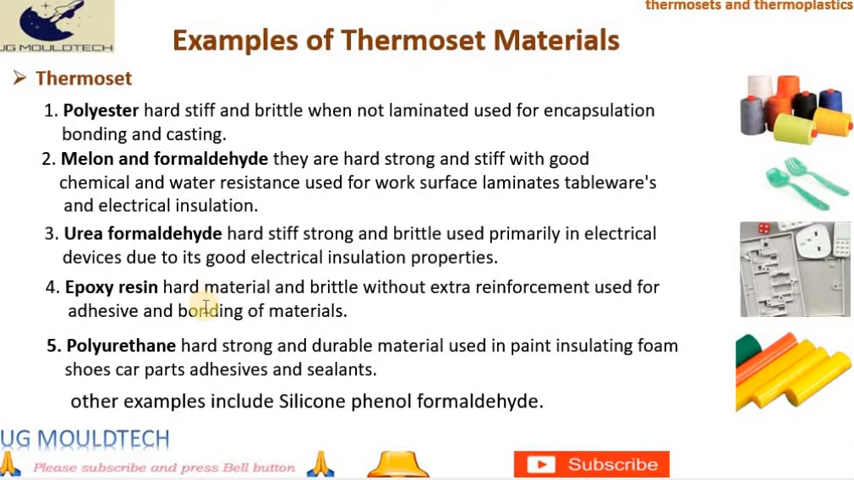 thermosets and thermoplastics
UG MOULDTECH
Examples of Thermoset Materials
➢ Thermoset
1. Polyester hard stiff and brittle when not laminated used for encapsulation
bonding and casting.
2. Melon and formaldehyde they are hard strong and stiff with good
chemical and water resistance used for work surface laminates tableware's
and electrical insulation.
3. Urea formaldehyde hard stiff strong and brittle used primarily in electrical
devices due to its good electrical insulation properties.
4. Epoxy resin hard material and brittle without extra reinforcement used for
adhesive and bonding of materials.
5. Polyurethane hard strong and durable material used in paint insulating foam
shoes car parts adhesives and sealants.
other examples include Silicone phenol formaldehyde.
UG MOULDTECH
Please subscribe and press Bell button
Subscribe